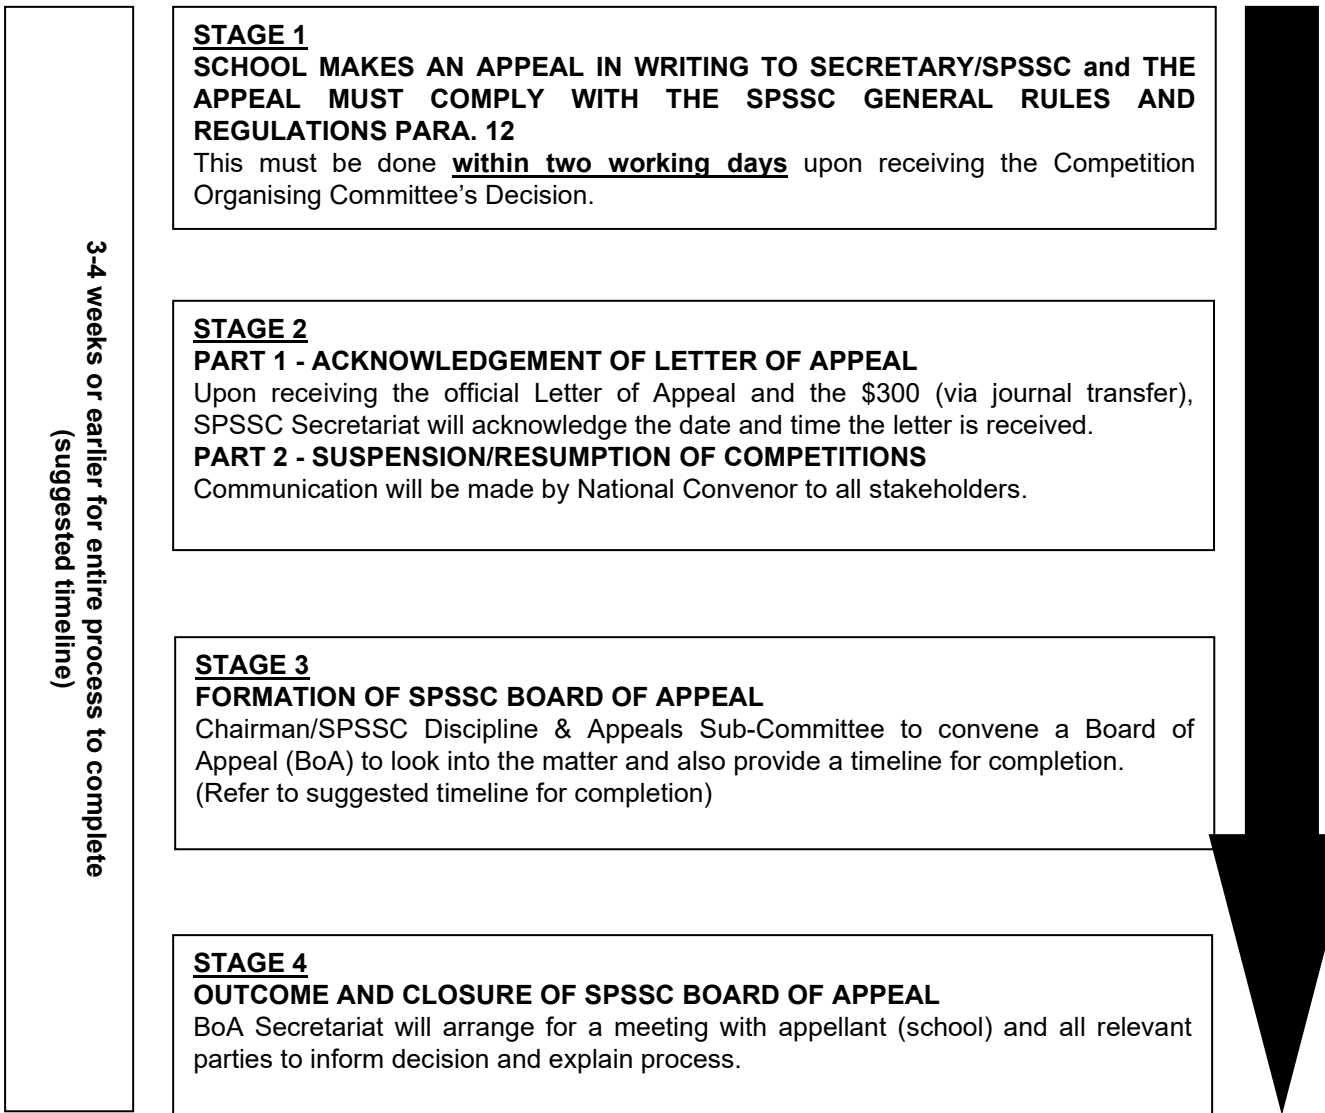 3-4 weeks or earlier for entire process to complete
(suggested timeline)
STAGE 1
SCHOOL MAKES AN APPEAL IN WRITING TO SECRETARY/SPSSC and THE
APPEAL MUST COMPLY WITH THE SPSSC GENERAL RULES AND
REGULATIONS PARA. 12
This must be done within two working days upon receiving the Competition
Organising Committee’s Decision.
STAGE 2
PART 1 - ACKNOWLEDGEMENT OF LETTER OF APPEAL
Upon receiving the official Letter of Appeal and the $300 (via journal transfer),
SPSSC Secretariat will acknowledge the date and time the letter is received.
PART 2 - SUSPENSION/RESUMPTION OF COMPETITIONS
Communication will be made by National Convenor to all stakeholders.
STAGE 3
FORMATION OF SPSSC BOARD OF APPEAL
Chairman/SPSSC Discipline & Appeals Sub-Committee to convene a Board of
Appeal (BoA) to look into the matter and also provide a timeline for completion.
(Refer to suggested timeline for completion)
STAGE 4
OUTCOME AND CLOSURE OF SPSSC BOARD OF APPEAL
BoA Secretariat will arrange for a meeting with appellant (school) and all relevant
parties to inform decision and explain process.